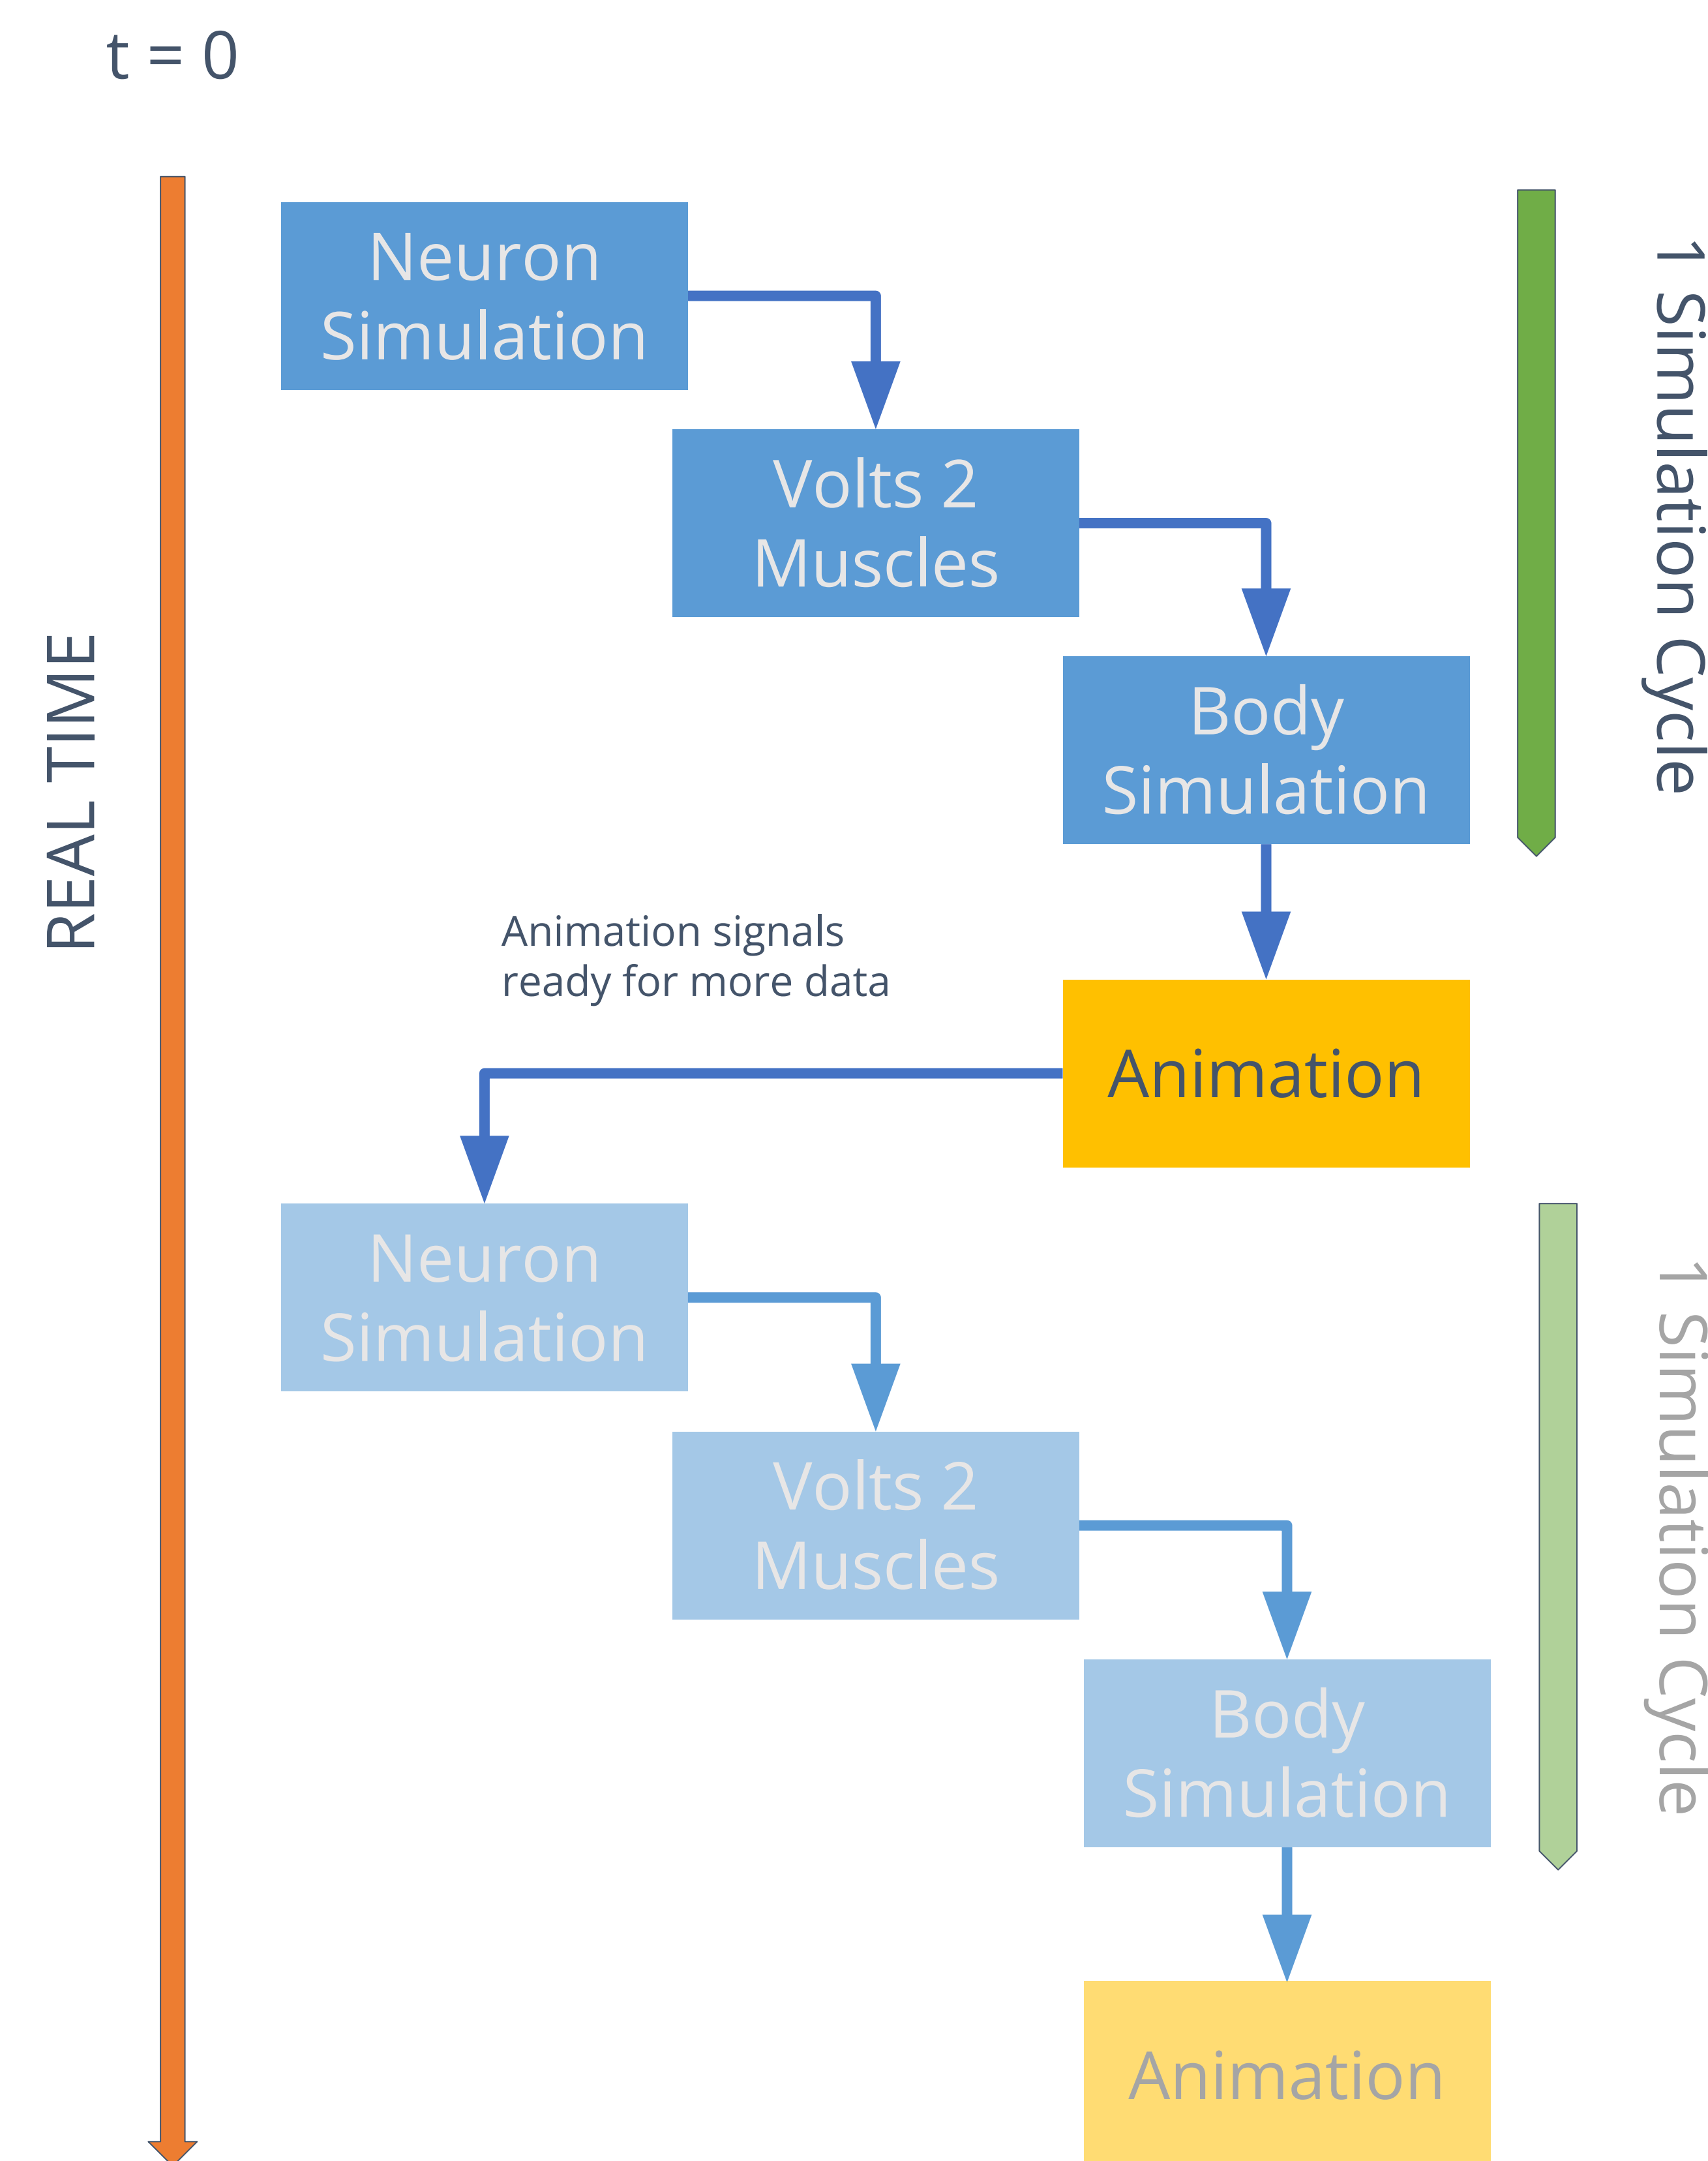 t = 0
REAL TIME
1 Simulation Cycle
Neuron
Simulation
Volts 2
Muscles
Body
Simulation
Animation signals
ready for more data
Animation
1 Simulation Cycle
Neuron
Simulation
Volts 2
Muscles
Body
Simulation
Animation